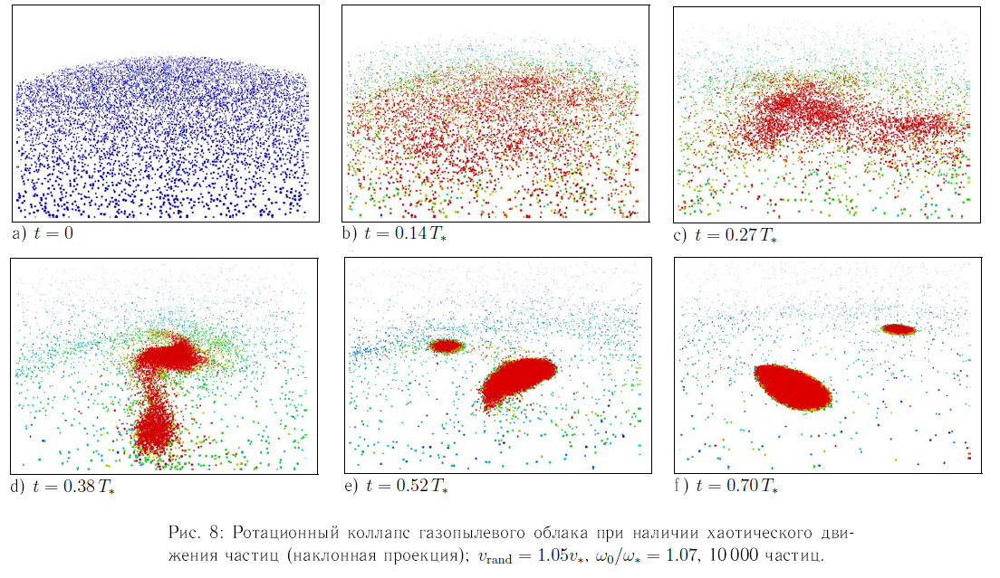 a) t = 0
b) t = 0.14 T*
c) t = 0.27 T*
d) t = 0.38 T*
e) t = 0.52 T*
f) t = 0.70 T*
Рис. 8: Ротационный коллапс газопылевого облака при наличии хаотического дви-
жения частиц (наклонная проекция); v_rand = 1.05v*, ω₀/ω* = 1.07, 10 000 частиц.